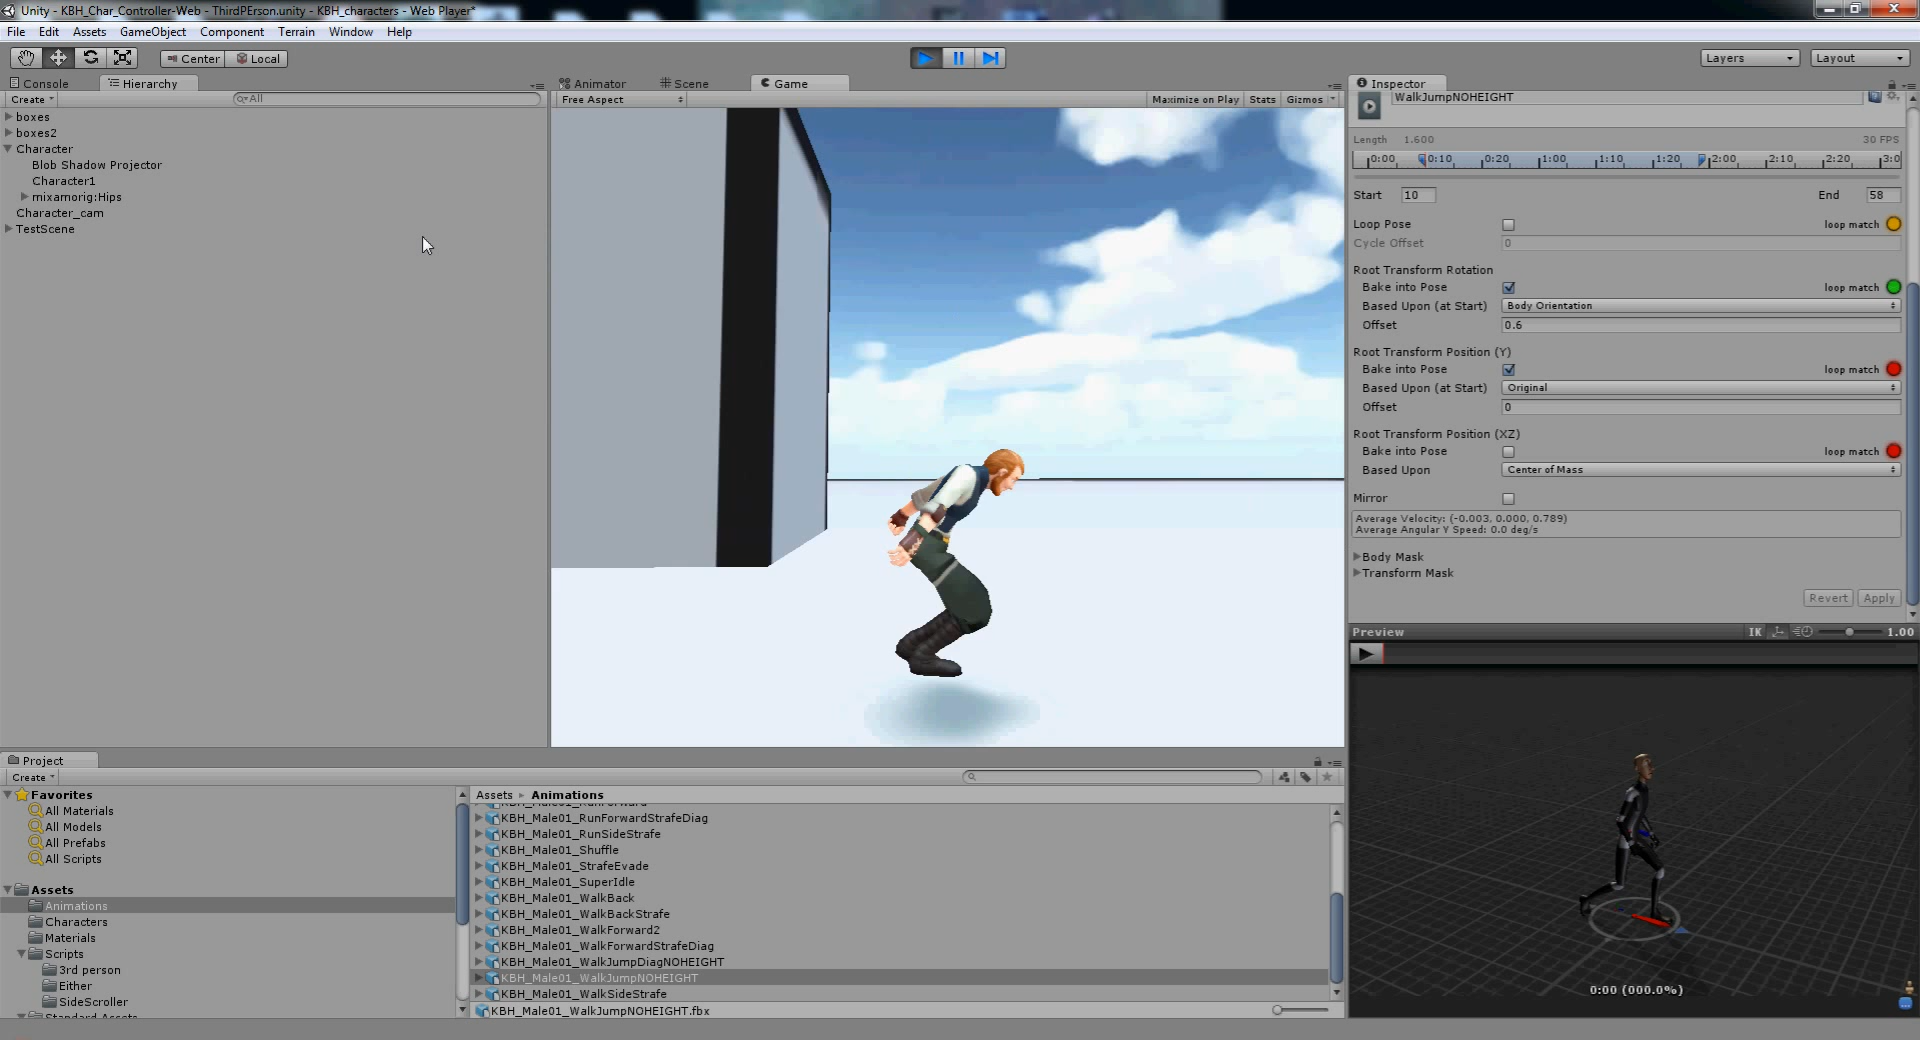 Unity - KBH_Char_Controller-Web - ThirdPErson.unity - KBH_characters - Web Player*
File Edit Assets GameObject Component Terrain Window Help
Center Local
Layers Layout
Console Hierarchy
Create All
boxes
boxes2
Character
Blob Shadow Projector
Character1
mixamorig:Hips
Character_cam
TestScene
Animator Scene Game
Free Aspect Maximize on Play Stats Gizmos
Inspector
WalkJumpNOHEIGHT
Length 1.600 30 FPS
0:00 0:10 0:20 1:00 1:10 1:20 2:00 2:10 2:20 3:0
Start 10 End 58
Loop Pose loop match
Cycle Offset 0
Root Transform Rotation
Bake into Pose loop match
Based Upon (at Start) Body Orientation
Offset 0.6
Root Transform Position (Y)
Bake into Pose loop match
Based Upon (at Start) Original
Offset 0
Root Transform Position (XZ)
Bake into Pose loop match
Based Upon Center of Mass
Mirror
Average Velocity: (-0.003, 0.000, 0.789)
Average Angular Y Speed: 0.0 deg/s
Body Mask
Transform Mask
Revert Apply
Preview IK 1.00
0:00 (000.0%)
Project
Create
Favorites
All Materials
All Models
All Prefabs
All Scripts
Assets
Animations
Characters
Materials
Scripts
3rd person
Either
SideScroller
Standard Assets
Assets Animations
KBH_Male01_RunForward
KBH_Male01_RunForwardStrafeDiag
KBH_Male01_RunSideStrafe
KBH_Male01_Shuffle
KBH_Male01_StrafeEvade
KBH_Male01_SuperIdle
KBH_Male01_WalkBack
KBH_Male01_WalkBackStrafe
KBH_Male01_WalkForward2
KBH_Male01_WalkForwardStrafeDiag
KBH_Male01_WalkJumpDiagNOHEIGHT
KBH_Male01_WalkJumpNOHEIGHT
KBH_Male01_WalkSideStrafe
KBH_Male01_WalkJumpNOHEIGHT.fbx